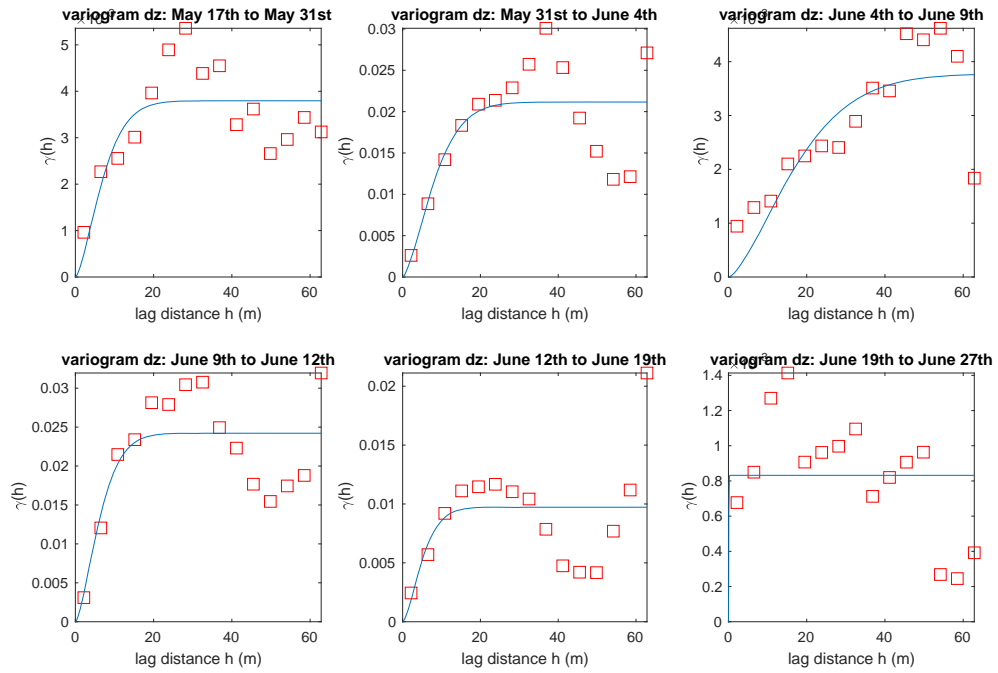 variogram dz: May 17th to May 31st
variogram dz: May 31st to June 4th
variogram dz: June 4th to June 9th
5
4
3
2
1
0
γ(h)
0 20 40 60
lag distance h (m)
0.03
0.02
0.01
0.005
0
γ(h)
0 20 40 60
lag distance h (m)
4
3
2
1
0
γ(h)
0 20 40 60
lag distance h (m)
variogram dz: June 9th to June 12th
variogram dz: June 12th to June 19th
variogram dz: June 19th to June 27th
0.03
0.025
0.02
0.015
0.01
0.005
0
γ(h)
0 20 40 60
lag distance h (m)
0.02
0.015
0.01
0.005
0
γ(h)
0 20 40 60
lag distance h (m)
1.4
1.2
1
0.8
0.6
0.4
0.2
0
γ(h)
0 20 40 60
lag distance h (m)